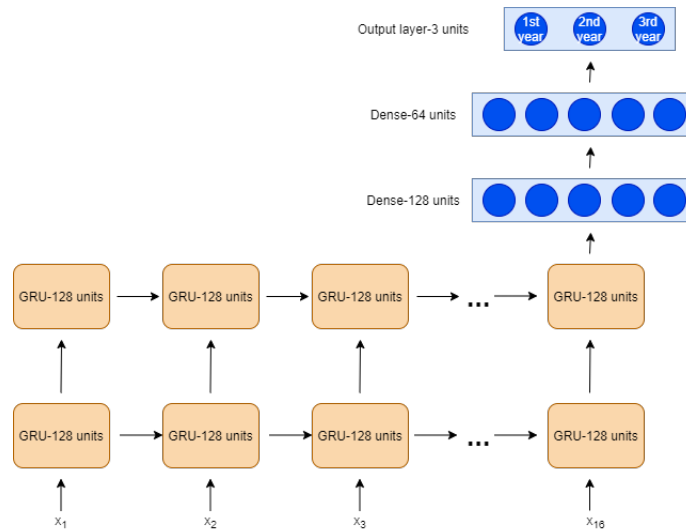 Output layer-3 units
1st year
2nd year
3rd year
Dense-64 units
Dense-128 units
GRU-128 units
GRU-128 units
GRU-128 units
...
GRU-128 units
GRU-128 units
GRU-128 units
GRU-128 units
...
GRU-128 units
x₁
x₂
x₃
x₁₆